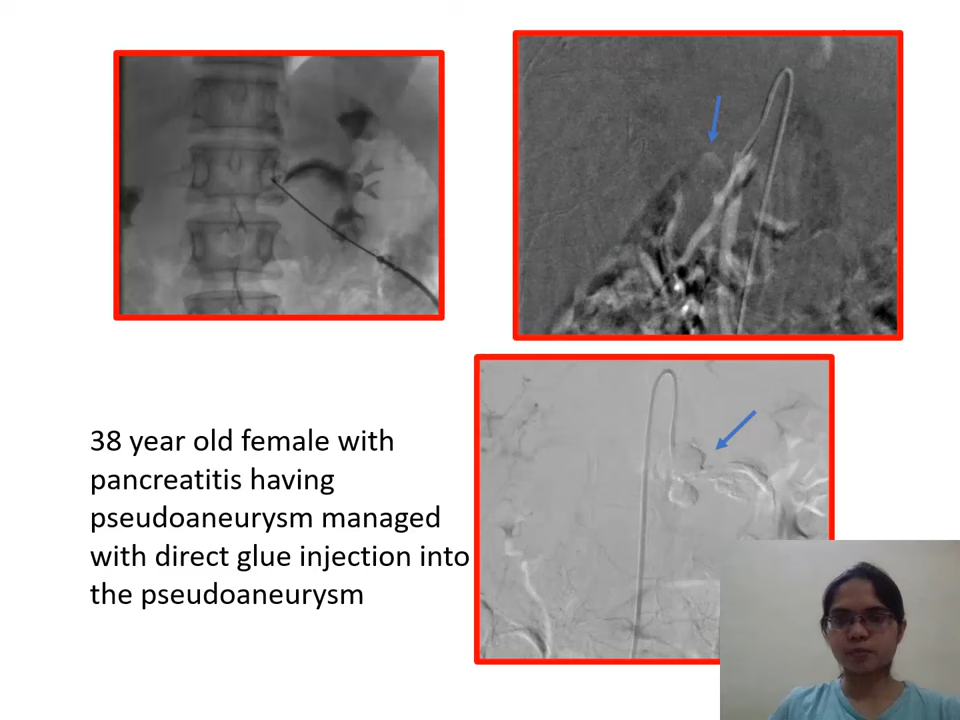 38 year old female with
pancreatitis having
pseudoaneurysm managed
with direct glue injection into
the pseudoaneurysm